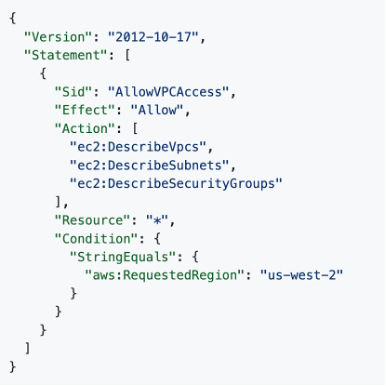 {
  "Version": "2012-10-17",
  "Statement": [
    {
      "Sid": "AllowVPCAccess",
      "Effect": "Allow",
      "Action": [
        "ec2:DescribeVpcs",
        "ec2:DescribeSubnets",
        "ec2:DescribeSecurityGroups"
      ],
      "Resource": "*",
      "Condition": {
        "StringEquals": {
          "aws:RequestedRegion": "us-west-2"
        }
      }
    }
  ]
}